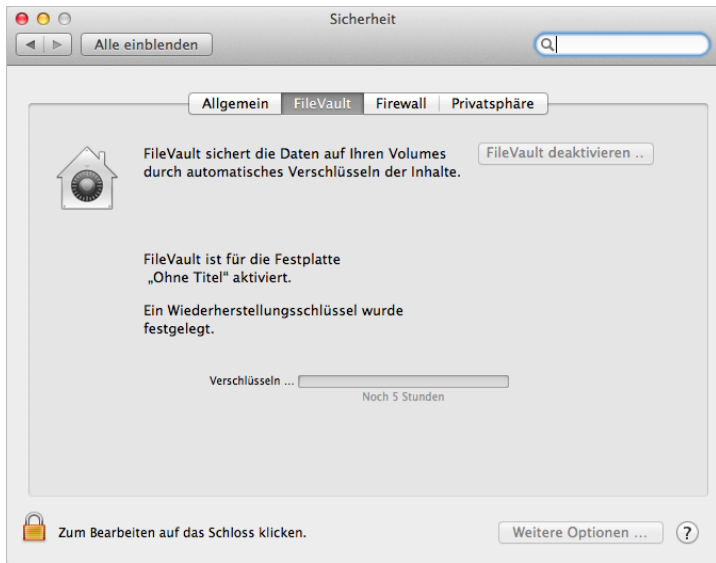 Sicherheit
Alle einblenden
Allgemein FileVault Firewall Privatsphäre
FileVault sichert die Daten auf Ihren Volumes
durch automatisches Verschlüsseln der Inhalte.
FileVault deaktivieren ..
FileVault ist für die Festplatte
„Ohne Titel“ aktiviert.
Ein Wiederherstellungsschlüssel wurde
festgelegt.
Verschlüsseln ...
Noch 5 Stunden
Zum Bearbeiten auf das Schloss klicken.
Weitere Optionen ... ?